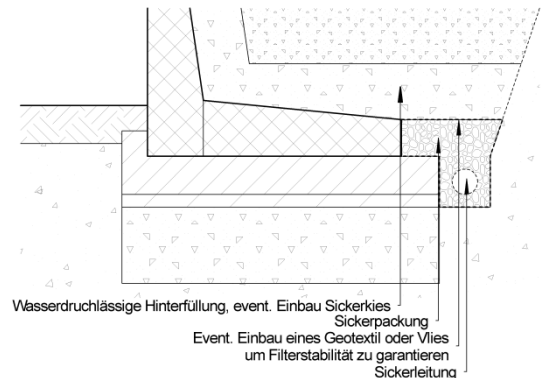 Wasserdruchlässige Hinterfüllung, event. Einbau Sickerkies
Sickerpackung
Event. Einbau eines Geotextil oder Vlies
um Filterstabilität zu garantieren
Sickerleitung